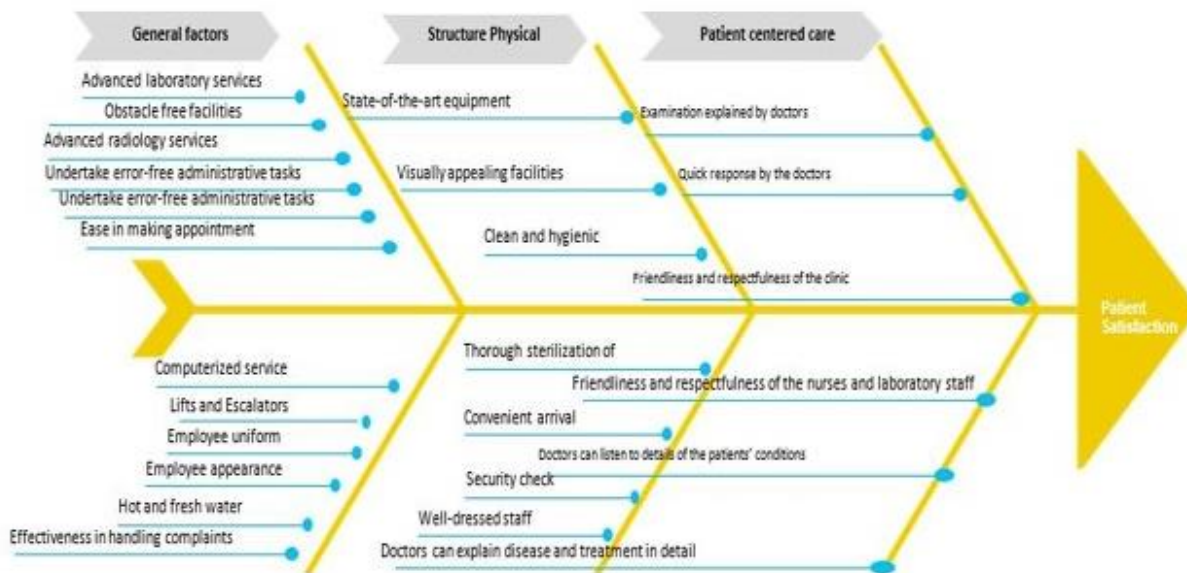 General factors
Structure Physical
Patient centered care
Advanced laboratory services
Obstacle free facilities
Advanced radiology services
Undertake error-free administrative tasks
Undertake error-free administrative tasks
Ease in making appointment
State-of-the-art equipment
Visually appealing facilities
Clean and hygienic
Examination explained by doctors
Quick response by the doctors
Friendliness and respectfulness of the clinic
Patient
Satisfaction
Computerized service
Lifts and Escalators
Employee uniform
Employee appearance
Hot and fresh water
Effectiveness in handling complaints
Thorough sterilization of
Convenient arrival
Security check
Well-dressed staff
Friendliness and respectfulness of the nurses and laboratory staff
Doctors can listen to details of the patients' conditions
Doctors can explain disease and treatment in detail